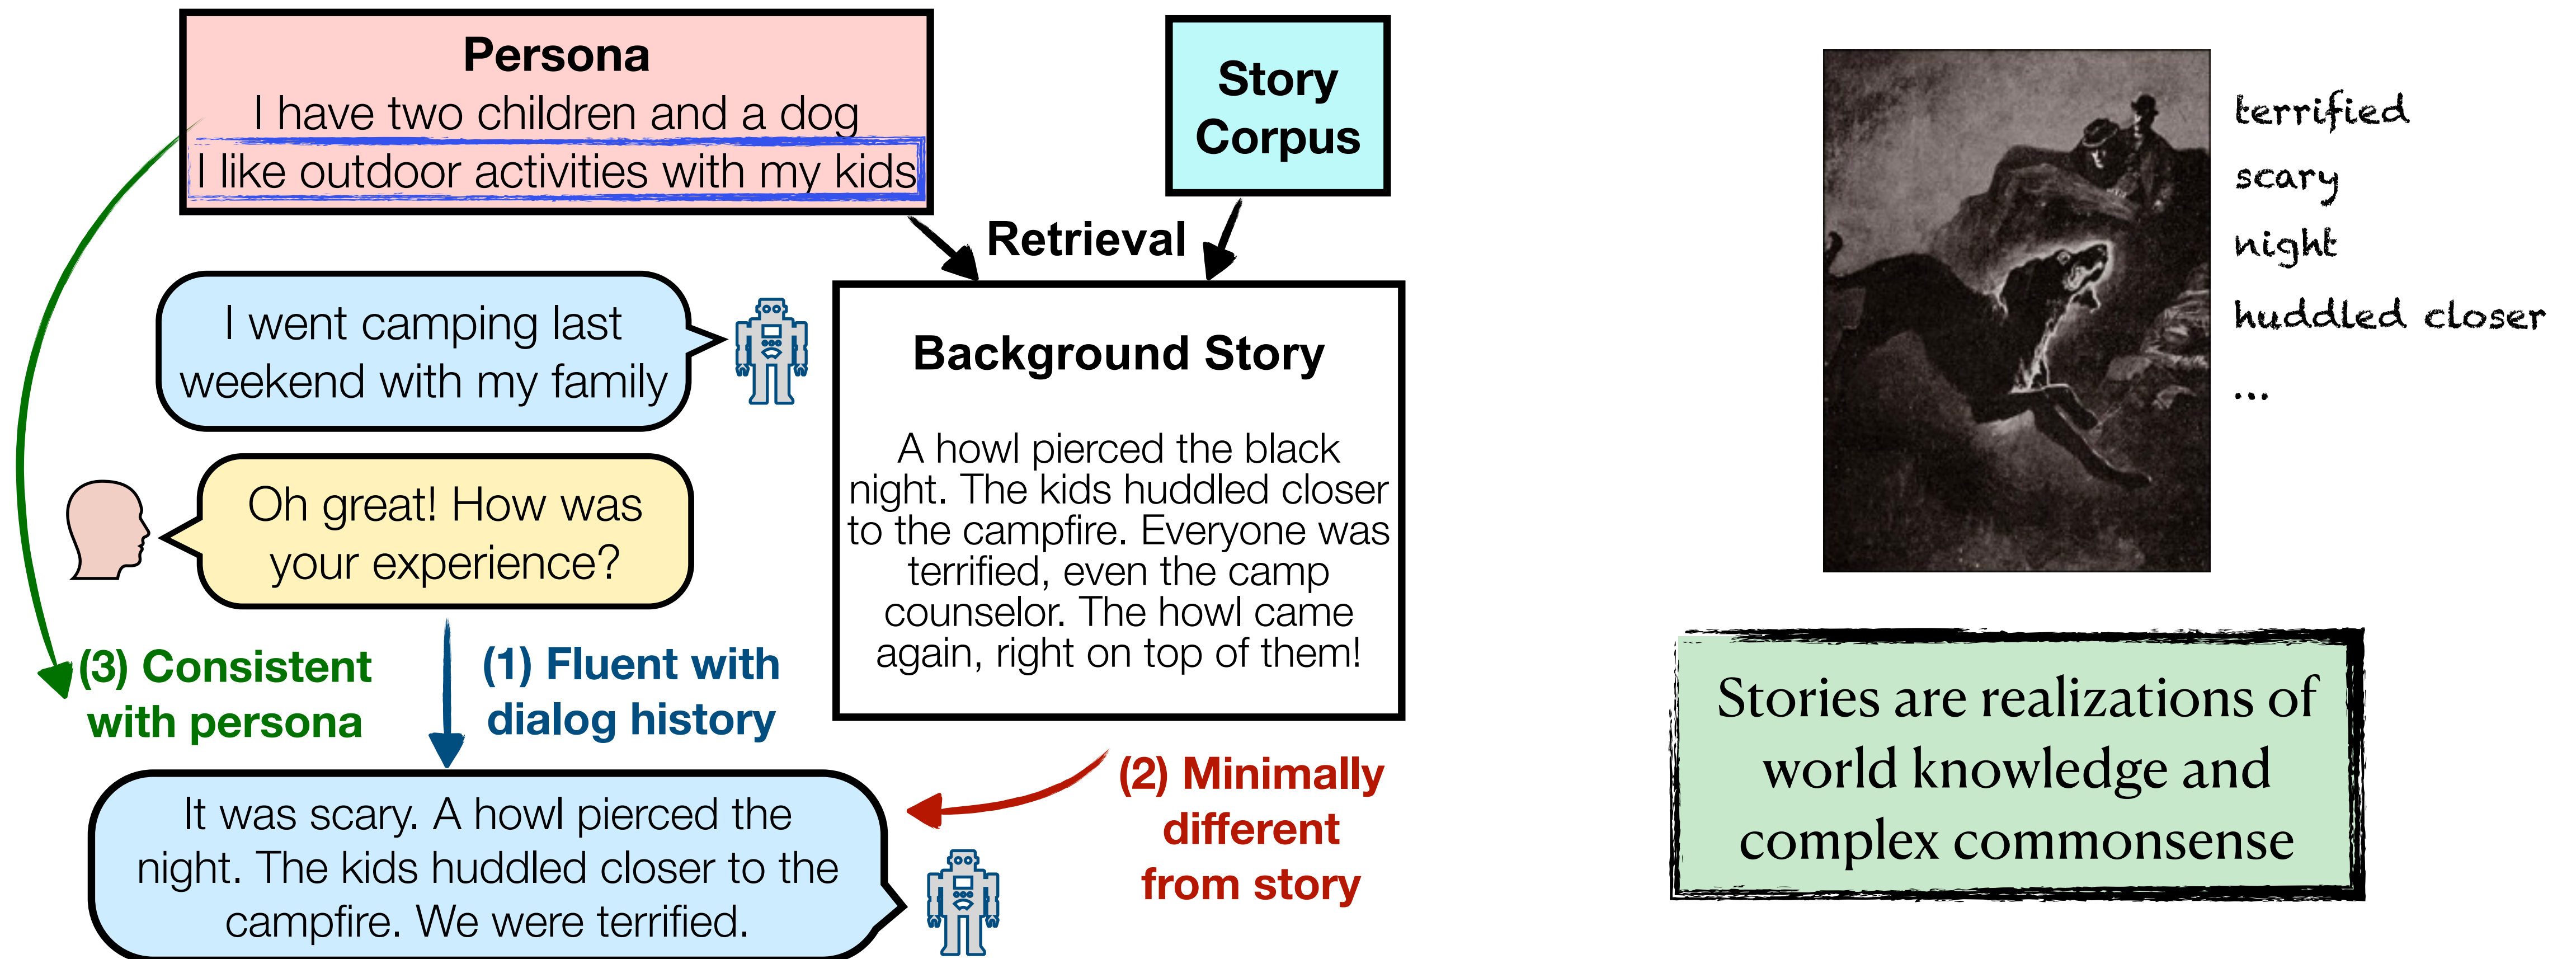 Persona
I have two children and a dog
I like outdoor activities with my kids
Story
Corpus
Retrieval
I went camping last
weekend with my family
Oh great! How was
your experience?
Background Story
A howl pierced the black
night. The kids huddled closer
to the campfire. Everyone was
terrified, even the camp
counselor. The howl came
again, right on top of them!
(3) Consistent
with persona
(1) Fluent with
dialog history
(2) Minimally
different
from story
It was scary. A howl pierced the
night. The kids huddled closer to the
campfire. We were terrified.
terrified
scary
night
huddled closer
...
Stories are realizations of
world knowledge and
complex commonsense